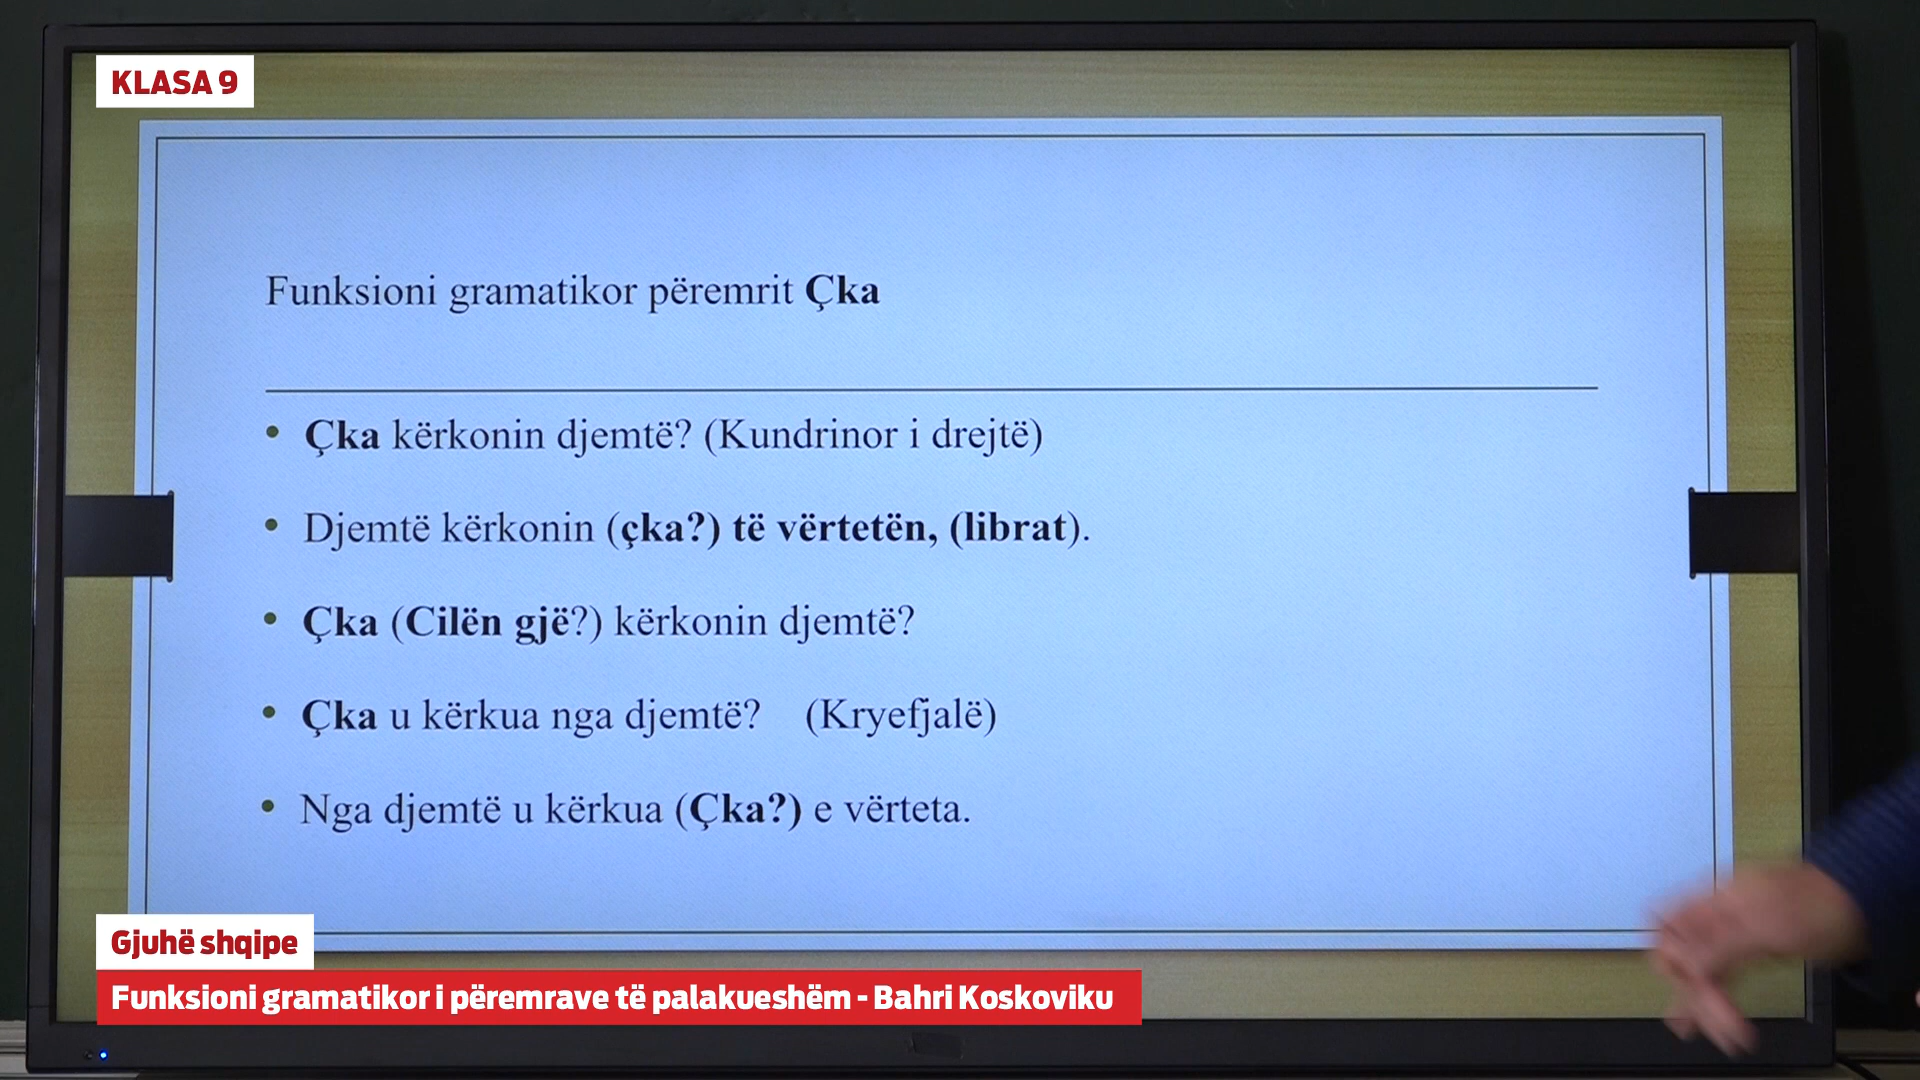 KLASA 9
Funksioni gramatikor përemrit Çka
• Çka kërkonin djemtë? (Kundrinor i drejtë)
• Djemtë kërkonin (çka?) të vërtetën, (librat).
• Çka (Cilën gjë?) kërkonin djemtë?
• Çka u kërkua nga djemtë? (Kryefjalë)
• Nga djemtë u kërkua (Çka?) e vërteta.
Gjuhë shqipe
Funksioni gramatikor i përemrave të palakueshëm - Bahri Koskoviku